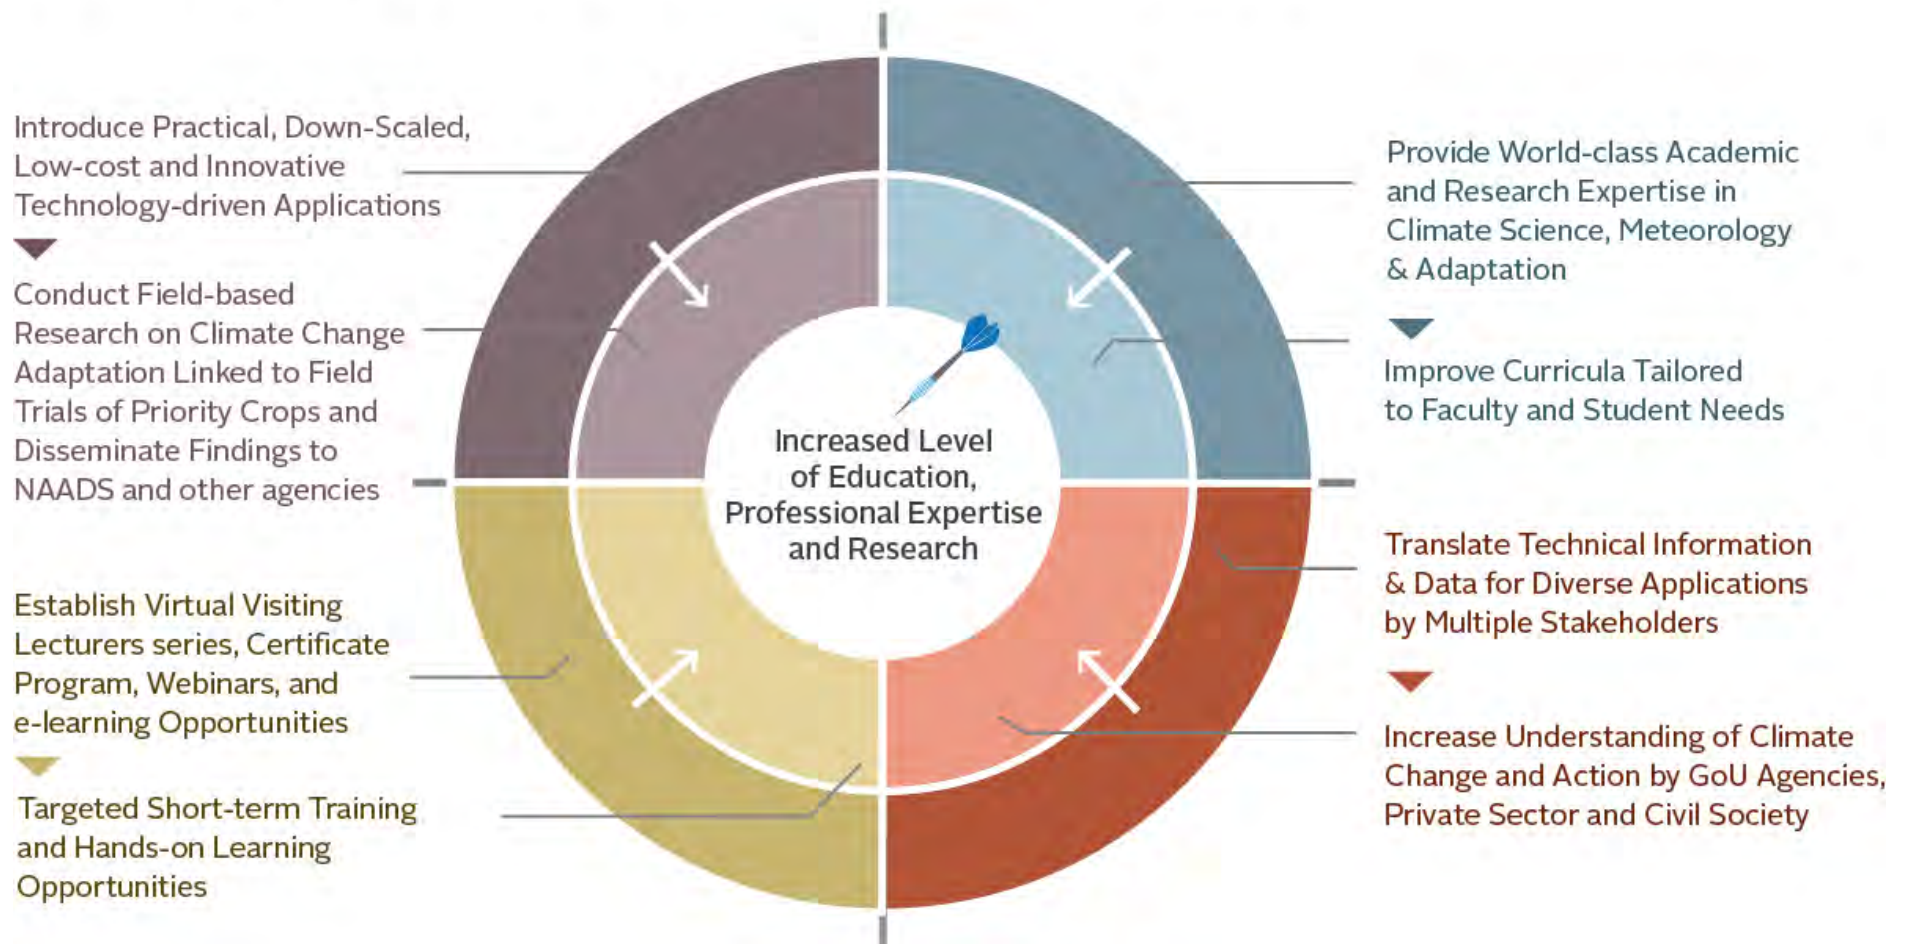 Introduce Practical, Down-Scaled,
Low-cost and Innovative
Technology-driven Applications
Conduct Field-based
Research on Climate Change
Adaptation Linked to Field
Trials of Priority Crops and
Disseminate Findings to
NAADS and other agencies
Establish Virtual Visiting
Lecturers series, Certificate
Program, Webinars, and
e-learning Opportunities
Targeted Short-term Training
and Hands-on Learning
Opportunities
Increased Level
of Education,
Professional Expertise
and Research
Provide World-class Academic
and Research Expertise in
Climate Science, Meteorology
& Adaptation
Improve Curricula Tailored
to Faculty and Student Needs
Translate Technical Information
& Data for Diverse Applications
by Multiple Stakeholders
Increase Understanding of Climate
Change and Action by GoU Agencies,
Private Sector and Civil Society